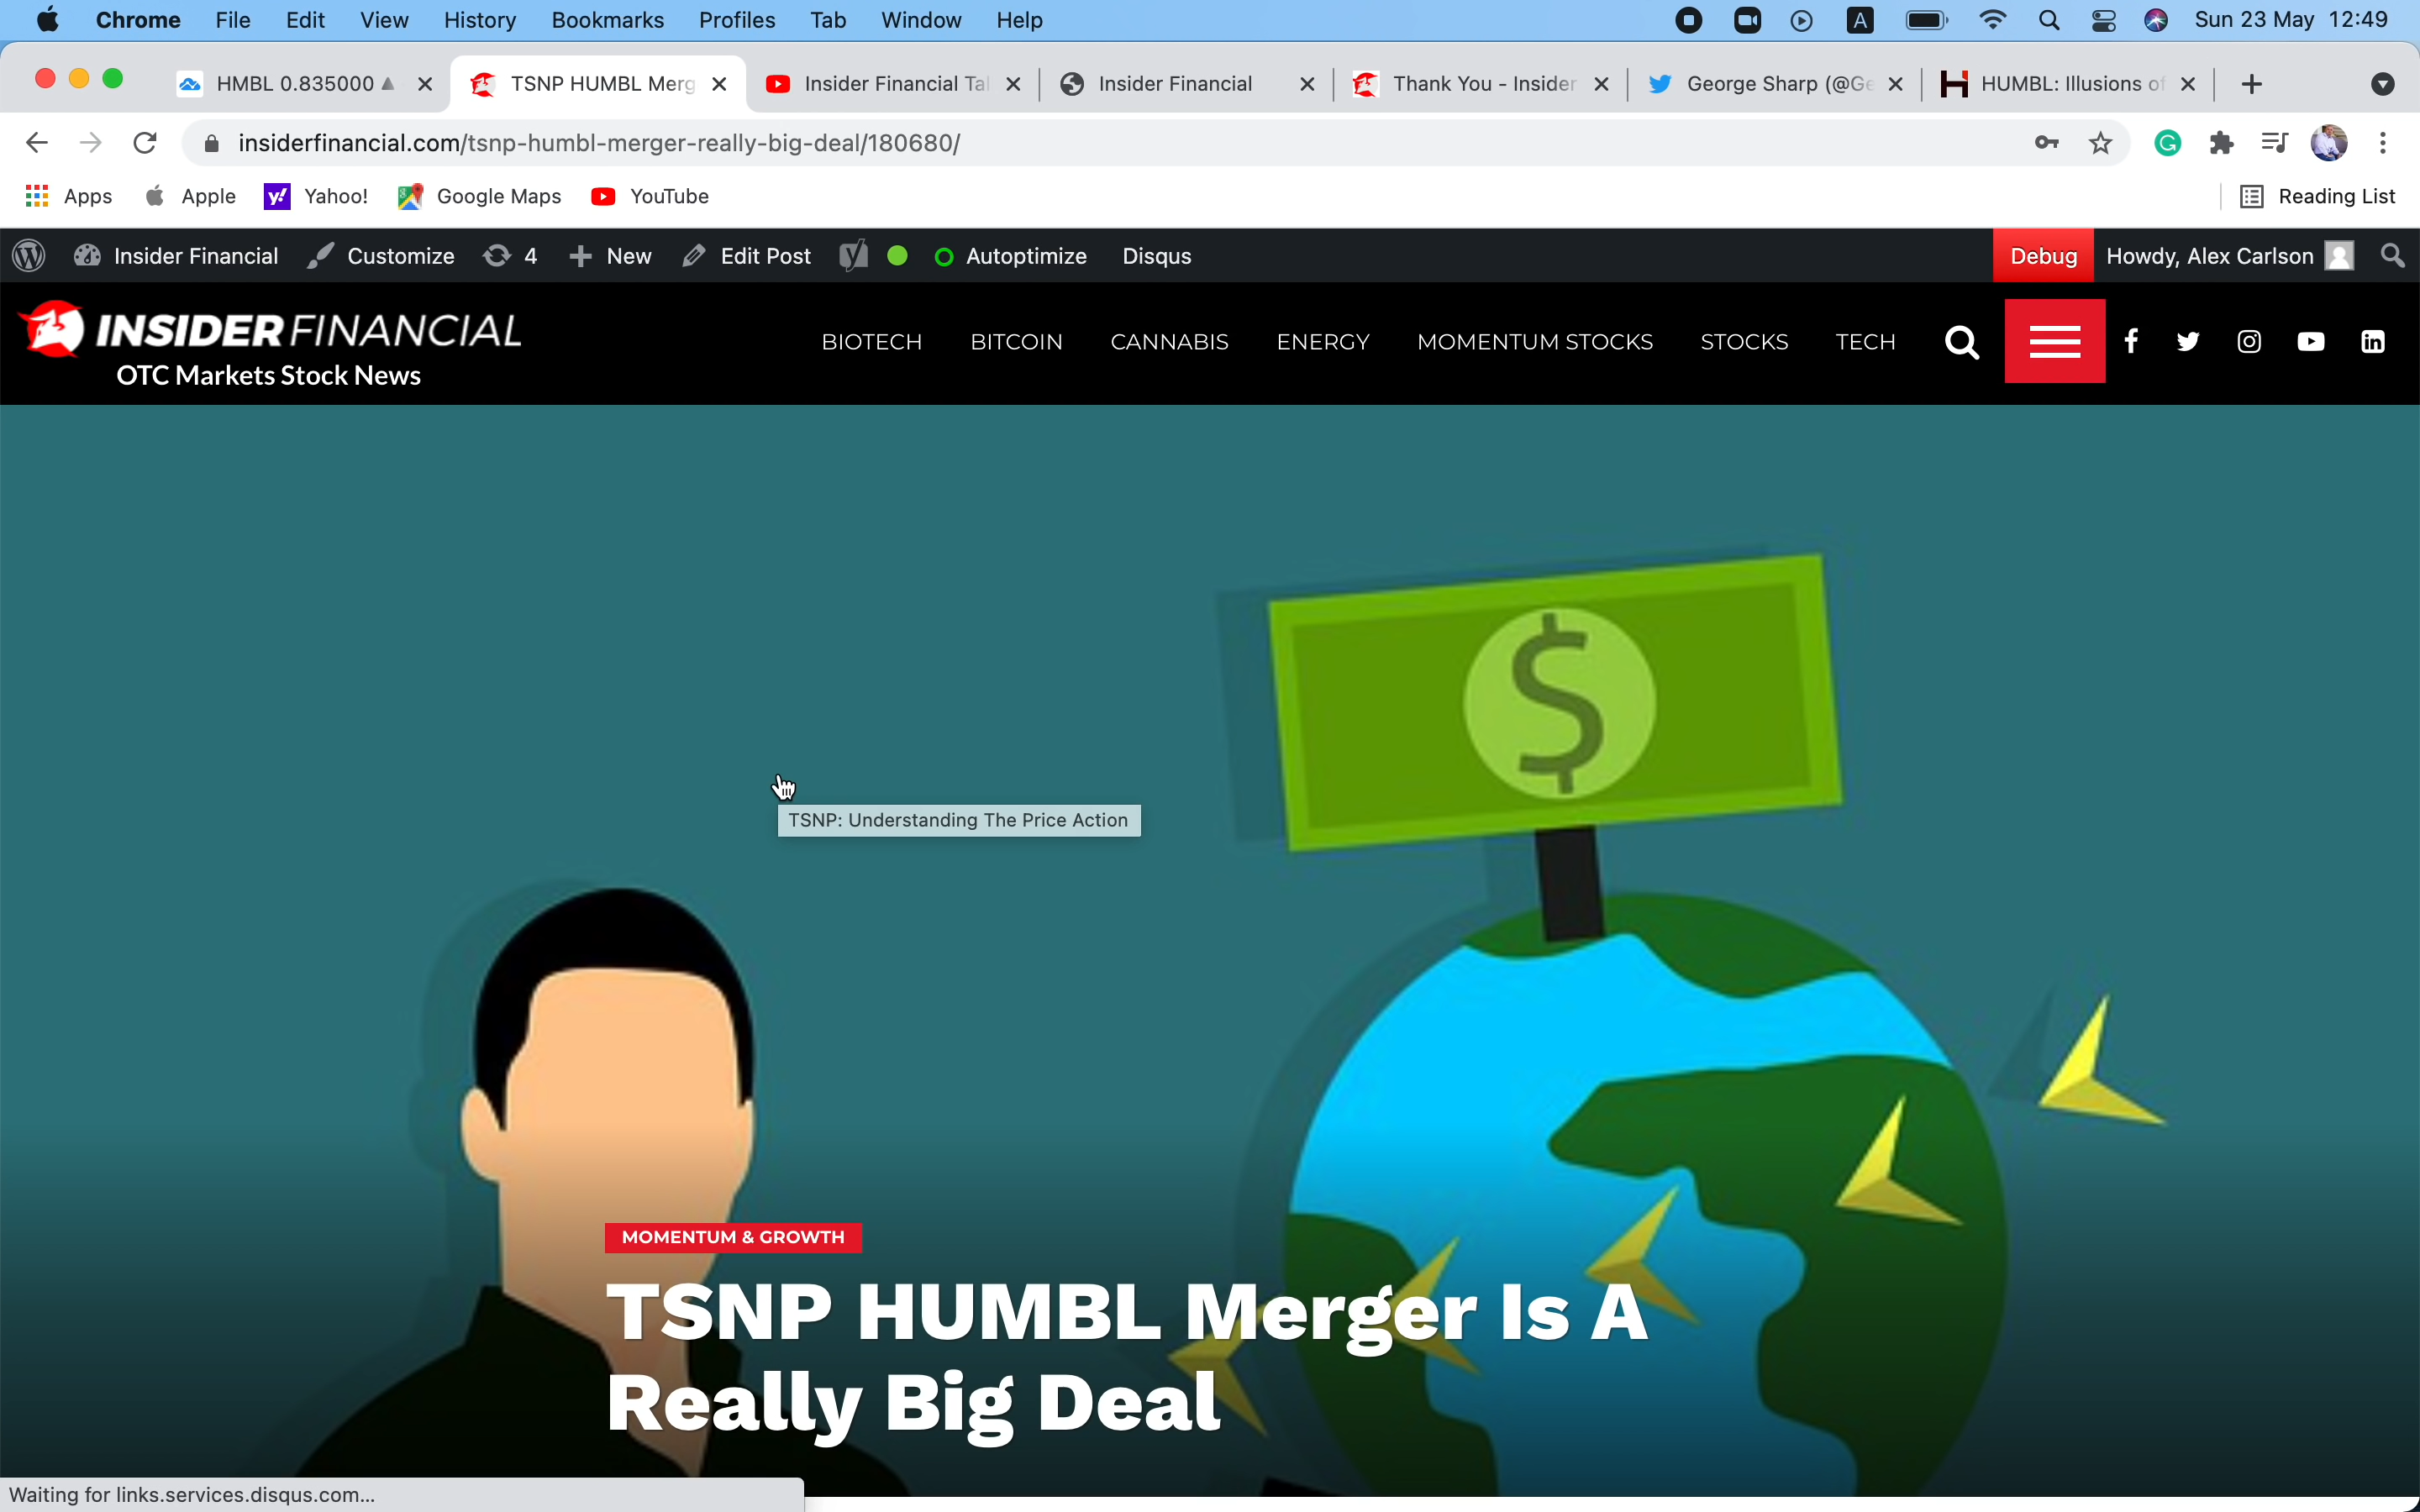 Chrome File Edit View History Bookmarks Profiles Tab Window Help A Sun 23 May 12:49
HMBL 0.835000 TSNP HUMBL Merg Insider Financial Tal Insider Financial Thank You - Insider George Sharp (@Ge HUMBL: Illusions of
insiderfinancial.com/tsnp-humbl-merger-really-big-deal/180680/
Apps Apple Yahoo! Google Maps YouTube Reading List
Insider Financial Customize 4 New Edit Post Autoptimize Disqus Debug Howdy, Alex Carlson
INSIDER FINANCIAL
OTC Markets Stock News
BIOTECH BITCOIN CANNABIS ENERGY MOMENTUM STOCKS STOCKS TECH
$
TSNP: Understanding The Price Action
MOMENTUM & GROWTH
TSNP HUMBL Merger Is A
Really Big Deal
Waiting for links.services.disqus.com...